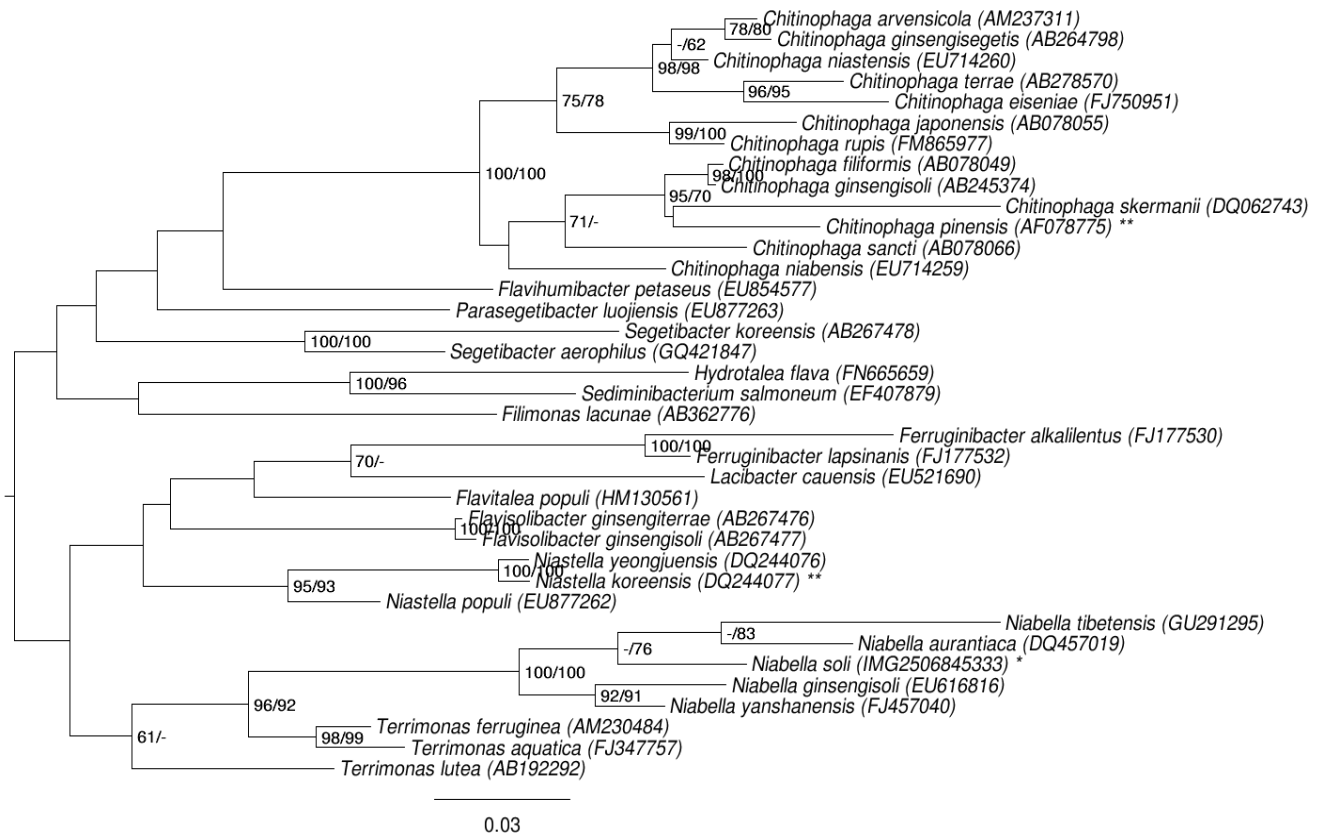 Chitinophaga arvensicola (AM237311)
78/80
Chitinophaga ginsengisegetis (AB264798)
-/62
Chitinophaga niastensis (EU714260)
98/98
Chitinophaga terrae (AB278570)
96/95
Chitinophaga eiseniae (FJ750951)
75/78
Chitinophaga japonensis (AB078055)
99/100
Chitinophaga rupis (FM865977)
Chitinophaga filiformis (AB078049)
100/100
98/100
Chitinophaga ginsengisoli (AB245374)
95/70
Chitinophaga skermanii (DQ062743)
71/-
Chitinophaga pinensis (AF078775) **
Chitinophaga sancti (AB078066)
Chitinophaga niabensis (EU714259)
Flavihumibacter petaseus (EU854577)
Parasegetibacter luojiensis (EU877263)
Segetibacter koreensis (AB267478)
100/100
Segetibacter aerophilus (GQ421847)
Hydrotalea flava (FN665659)
100/96
Sediminibacterium salmoneum (EF407879)
Filimonas lacunae (AB362776)
Ferruginibacter alkalilentus (FJ177530)
100/100
Ferruginibacter lapsinanis (FJ177532)
70/-
Lacibacter cauensis (EU521690)
Flavitalea populi (HM130561)
Flavisolibacter ginsengiterrae (AB267476)
100/100
Flavisolibacter ginsengisoli (AB267477)
Niastella yeongjuensis (DQ244076)
100/100
Niastella koreensis (DQ244077) **
95/93
Niastella populi (EU877262)
Niabella tibetensis (GU291295)
-/83
Niabella aurantiaca (DQ457019)
-/76
Niabella soli (IMG2506845333) *
100/100
Niabella ginsengisoli (EU616816)
92/91
Niabella yanshanensis (FJ457040)
96/92
Terrimonas ferruginea (AM230484)
98/99
61/-
Terrimonas aquatica (FJ347757)
Terrimonas lutea (AB192292)
0.03